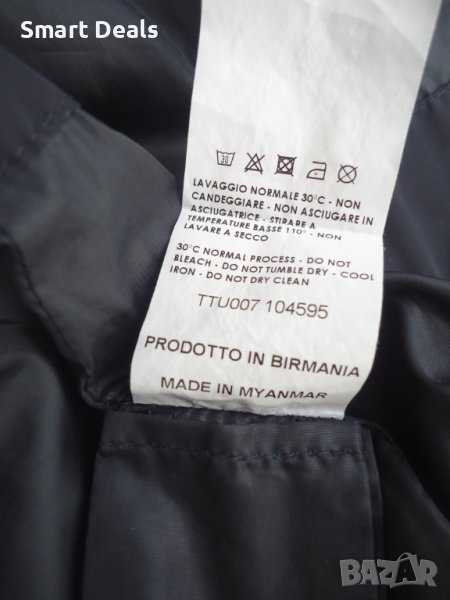 Smart Deals
30
LAVAGGIO NORMALE 30°C - NON
CANDEGGIARE - NON ASCIUGARE IN
ASCIUGATRICE - STIRARE A
TEMPERATURE BASSE 110° - NON
LAVARE A SECCO
30°C NORMAL PROCESS - DO NOT
BLEACH - DO NOT TUMBLE DRY - COOL
IRON - DO NOT DRY CLEAN
TTU007 104595
PRODOTTO IN BIRMANIA
MADE IN MYANMAR
BAZAR